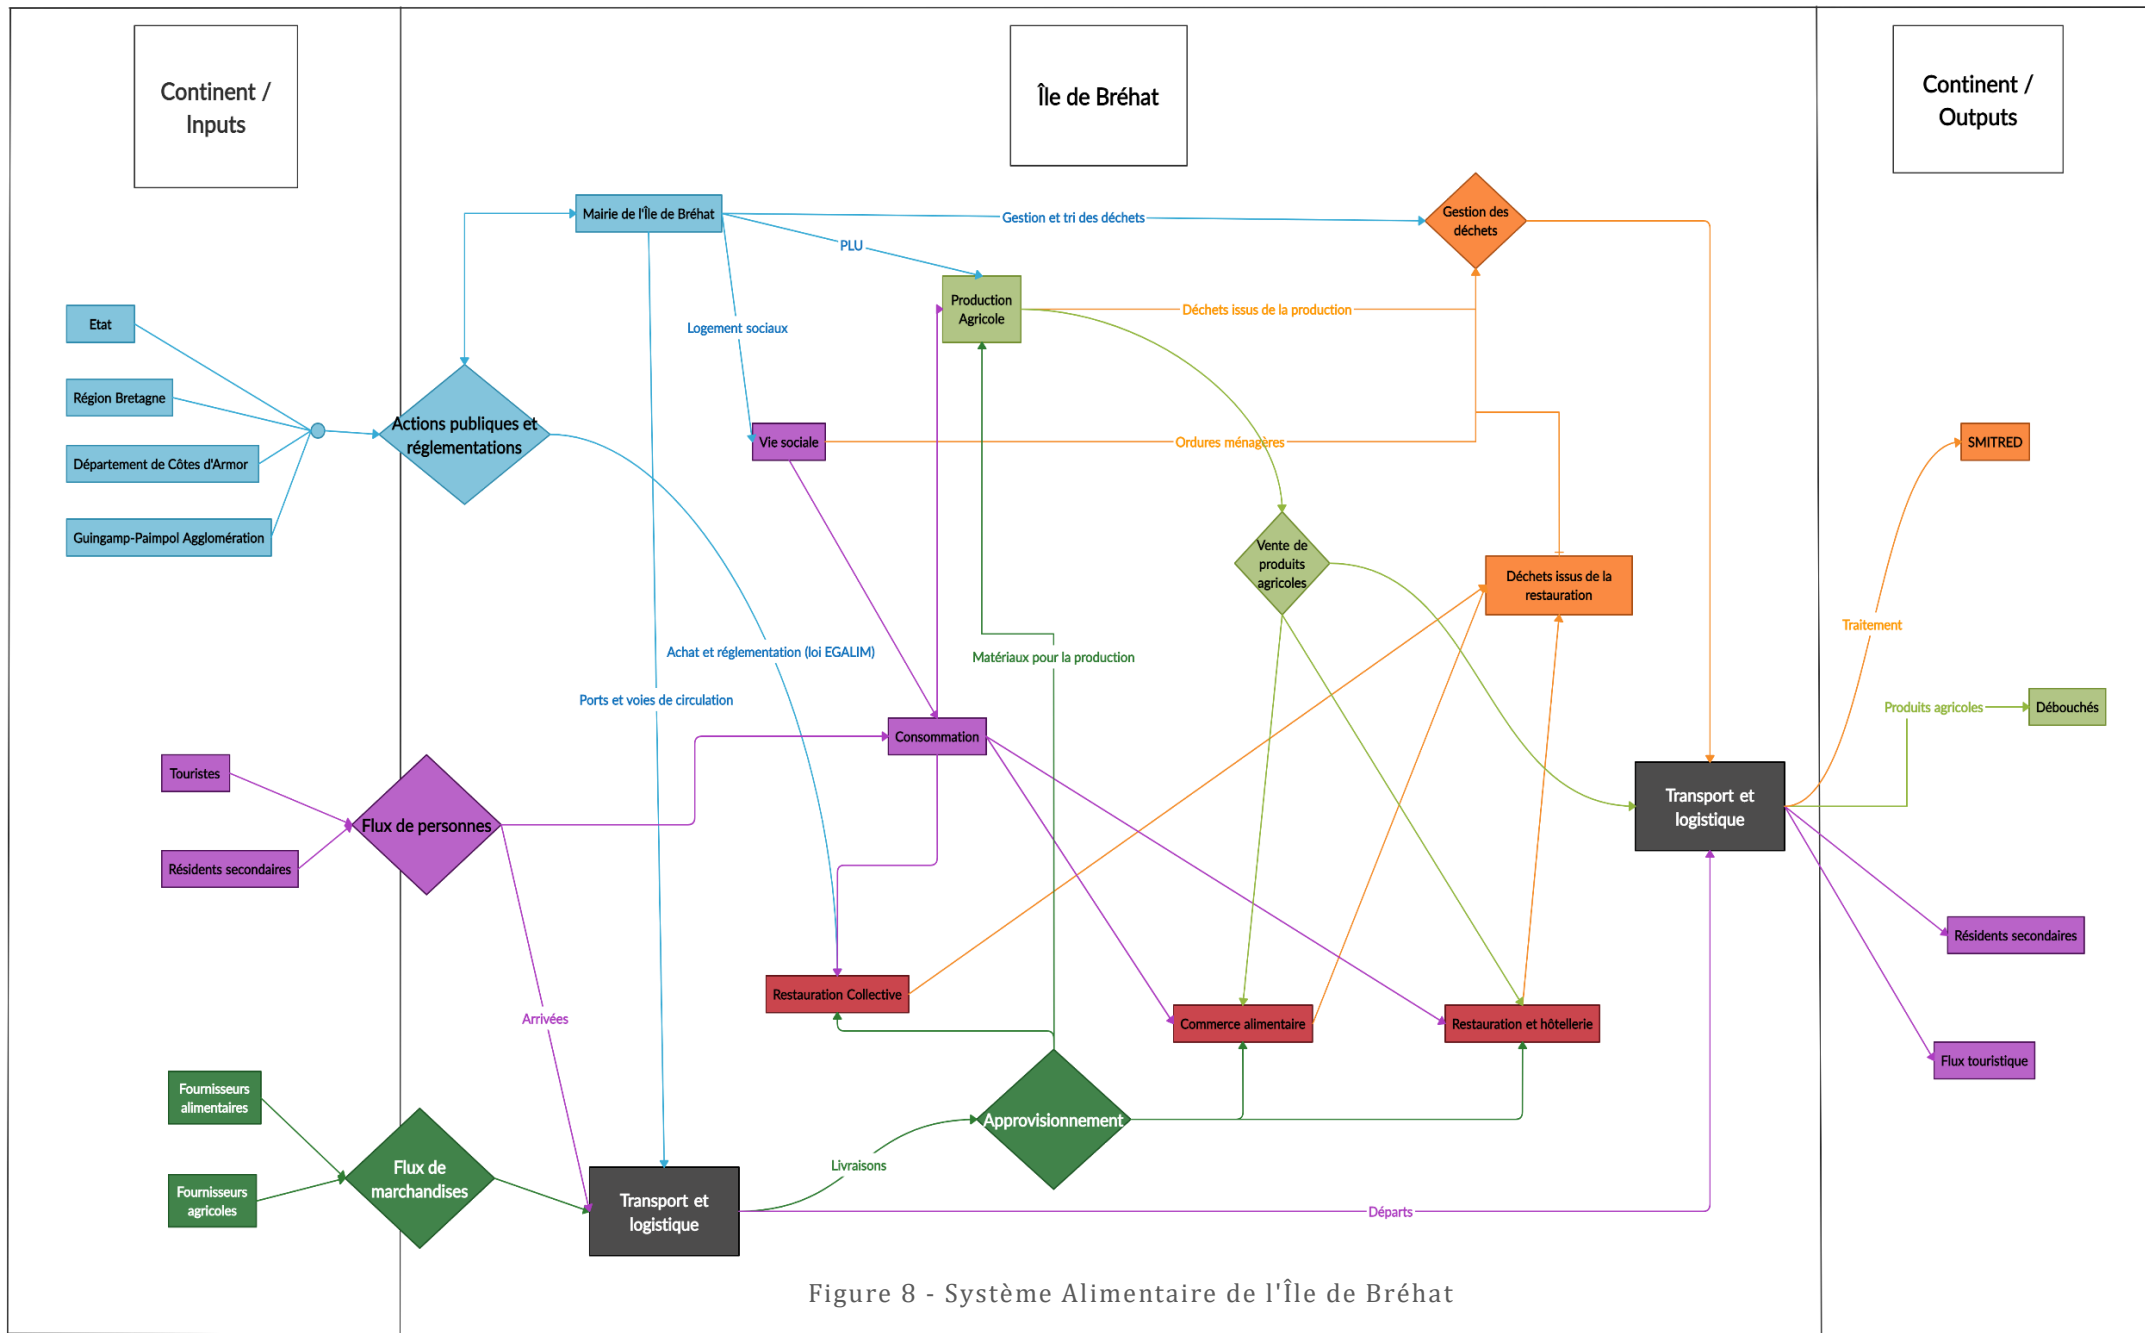 Continent /
Inputs
Île de Bréhat
Continent /
Outputs
Mairie de l'Île de Bréhat
Gestion et tri des déchets
Gestion des
déchets
PLU
Production
Agricole
Déchets issus de la production
Logement sociaux
Etat
Région Bretagne
Département de Côtes d'Armor
Guingamp-Paimpol Agglomération
Actions publiques et
réglementations
Vie sociale
Ordures ménagères
SMITRED
Vente de
produits
agricoles
Déchets issus de la
restauration
Traitement
Achat et réglementation (loi EGALIM)
Matériaux pour la production
Ports et voies de circulation
Produits agricoles
Débouchés
Consommation
Touristes
Flux de personnes
Résidents secondaires
Transport et
logistique
Résidents secondaires
Restauration Collective
Commerce alimentaire
Restauration et hôtellerie
Arrivées
Flux touristique
Fournisseurs
alimentaires
Approvisionnement
Livraisons
Flux de
marchandises
Fournisseurs
agricoles
Transport et
logistique
Départs
Figure 8 - Système Alimentaire de l'Île de Bréhat